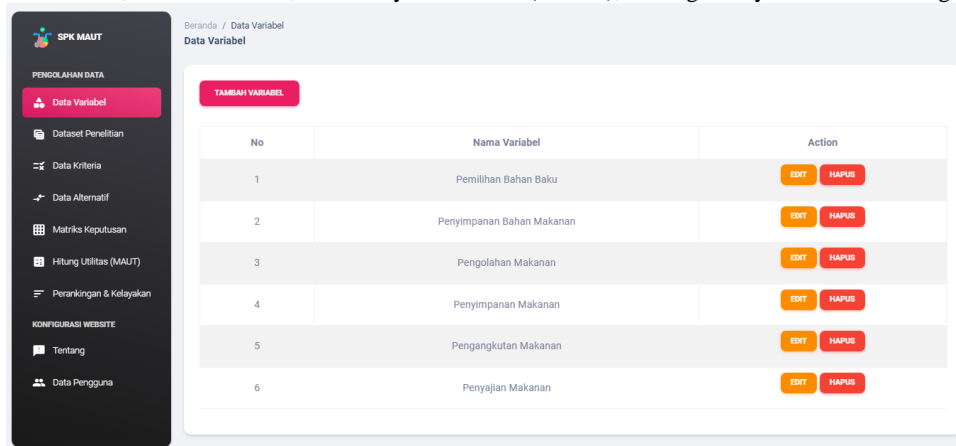 SPK MAUT
PENGOLAHAN DATA
Data Variabel
Dataset Penelitian
Data Kriteria
Data Alternatif
Matriks Keputusan
Hitung Utilitas (MAUT)
Perankingan & Kelayakan
KONFIGURASI WEBSITE
Tentang
Data Pengguna
Beranda / Data Variabel
Data Variabel
TAMBAH VARIABEL
No Nama Variabel Action
1 Pemilihan Bahan Baku EDIT HAPUS
2 Penyimpanan Bahan Makanan EDIT HAPUS
3 Pengolahan Makanan EDIT HAPUS
4 Penyimpanan Makanan EDIT HAPUS
5 Pengangkutan Makanan EDIT HAPUS
6 Penyajian Makanan EDIT HAPUS